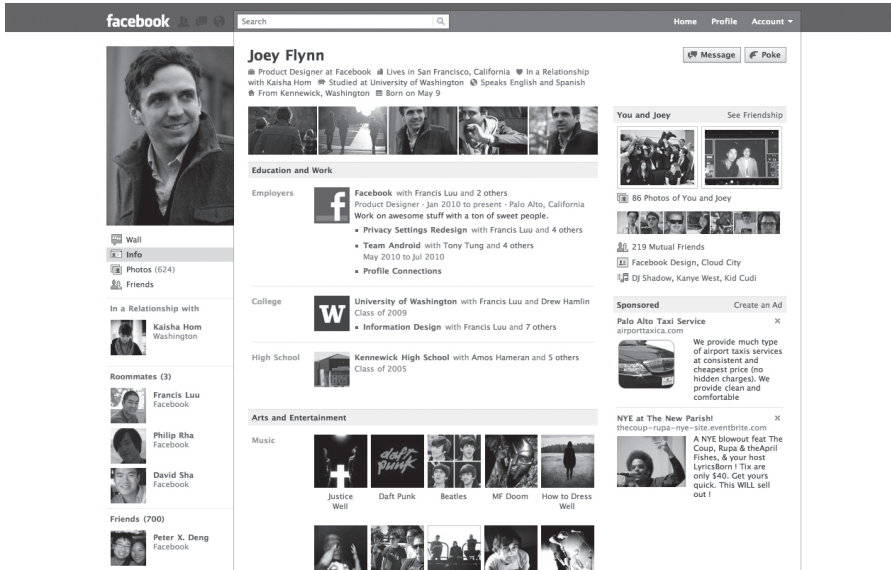 facebook
Search
Home Profile Account
Joey Flynn
Product Designer at Facebook Lives in San Francisco, California In a Relationship
with Kaisha Hom Studied at University of Washington Speaks English and Spanish
From Kennewick, Washington Born on May 9
Message Poke
Wall
Info
Photos (624)
Friends
In a Relationship with
Kaisha Hom
Washington
Roommates (3)
Francis Luu
Facebook
Philip Rha
Facebook
David Sha
Facebook
Friends (700)
Peter X. Deng
Facebook
Education and Work
Employers
f
Facebook with Francis Luu and 2 others
Product Designer · Jan 2010 to present · Palo Alto, California
Work on awesome stuff with a ton of sweet people.
▪ Privacy Settings Redesign with Francis Luu and 4 others
▪ Team Android with Tony Tung and 4 others
May 2010 to Jul 2010
▪ Profile Connections
College
W
University of Washington with Francis Luu and Drew Hamlin
Class of 2009
▪ Information Design with Francis Luu and 7 others
High School
Kennewick High School with Amos Hameran and 5 others
Class of 2005
Arts and Entertainment
Music
daft
punk
Justice
Well
Daft Punk
Beatles
MF Doom
How to Dress
Well
You and Joey See Friendship
86 Photos of You and Joey
219 Mutual Friends
Facebook Design, Cloud City
DJ Shadow, Kanye West, Kid Cudi
Sponsored Create an Ad
Palo Alto Taxi Service ×
airporttaxica.com
We provide much type
of airport taxis services
at consistent and
cheapest price (no
hidden charges). We
provide clean and
comfortable
NYE at The New Parish! ×
thecoup-rupa-nye-site.eventbrite.com
A NYE blowout feat The
Coup, Rupa & theApril
Fishes, & your host
LyricsBorn ! Tix are
only $40. Get yours
quick. This WILL sell
out !